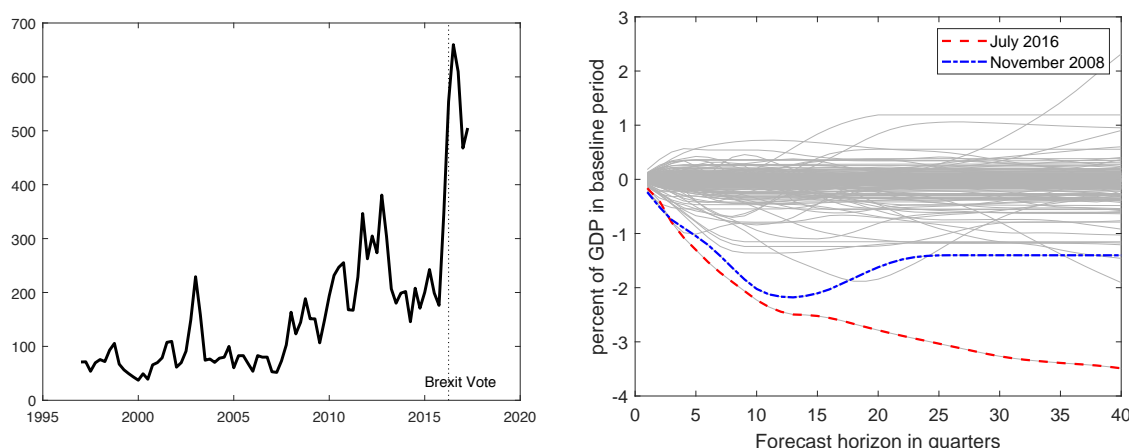 700
600
500
400
300
200
100
0
Brexit Vote
1995 2000 2005 2010 2015 2020
percent of GDP in baseline period
3
2
1
0
-1
-2
-3
-4
July 2016
November 2008
0 5 10 15 20 25 30 35 40
Forecast horizon in quarters